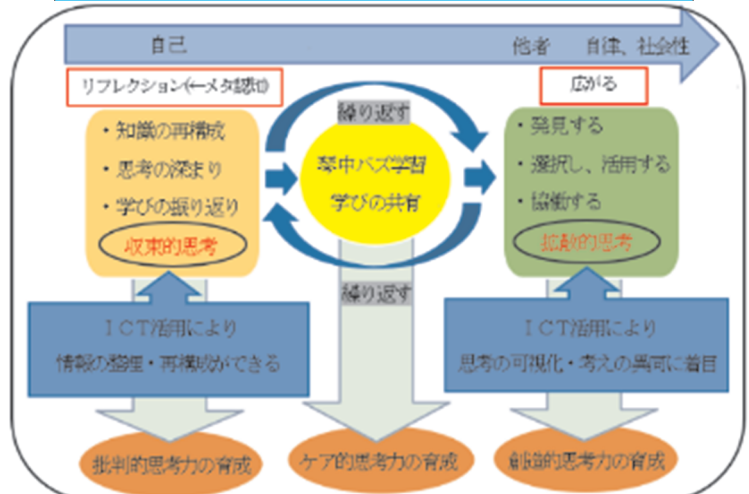 自己
他者 自律、社会性
リフレクション(←メタ認知)
広がる
・知識の再構成
・思考の深まり
・学びの振り返り
収束的思考
繰り返す
琴中バズ学習
学びの共有
繰り返す
・発見する
・選択し、活用する
・協働する
拡散的思考
ICT活用により
情報の整理・再構成ができる
ICT活用により
思考の可視化・考えの異同に着目
批判的思考力の育成
ケア的思考力の育成
創造的思考力の育成